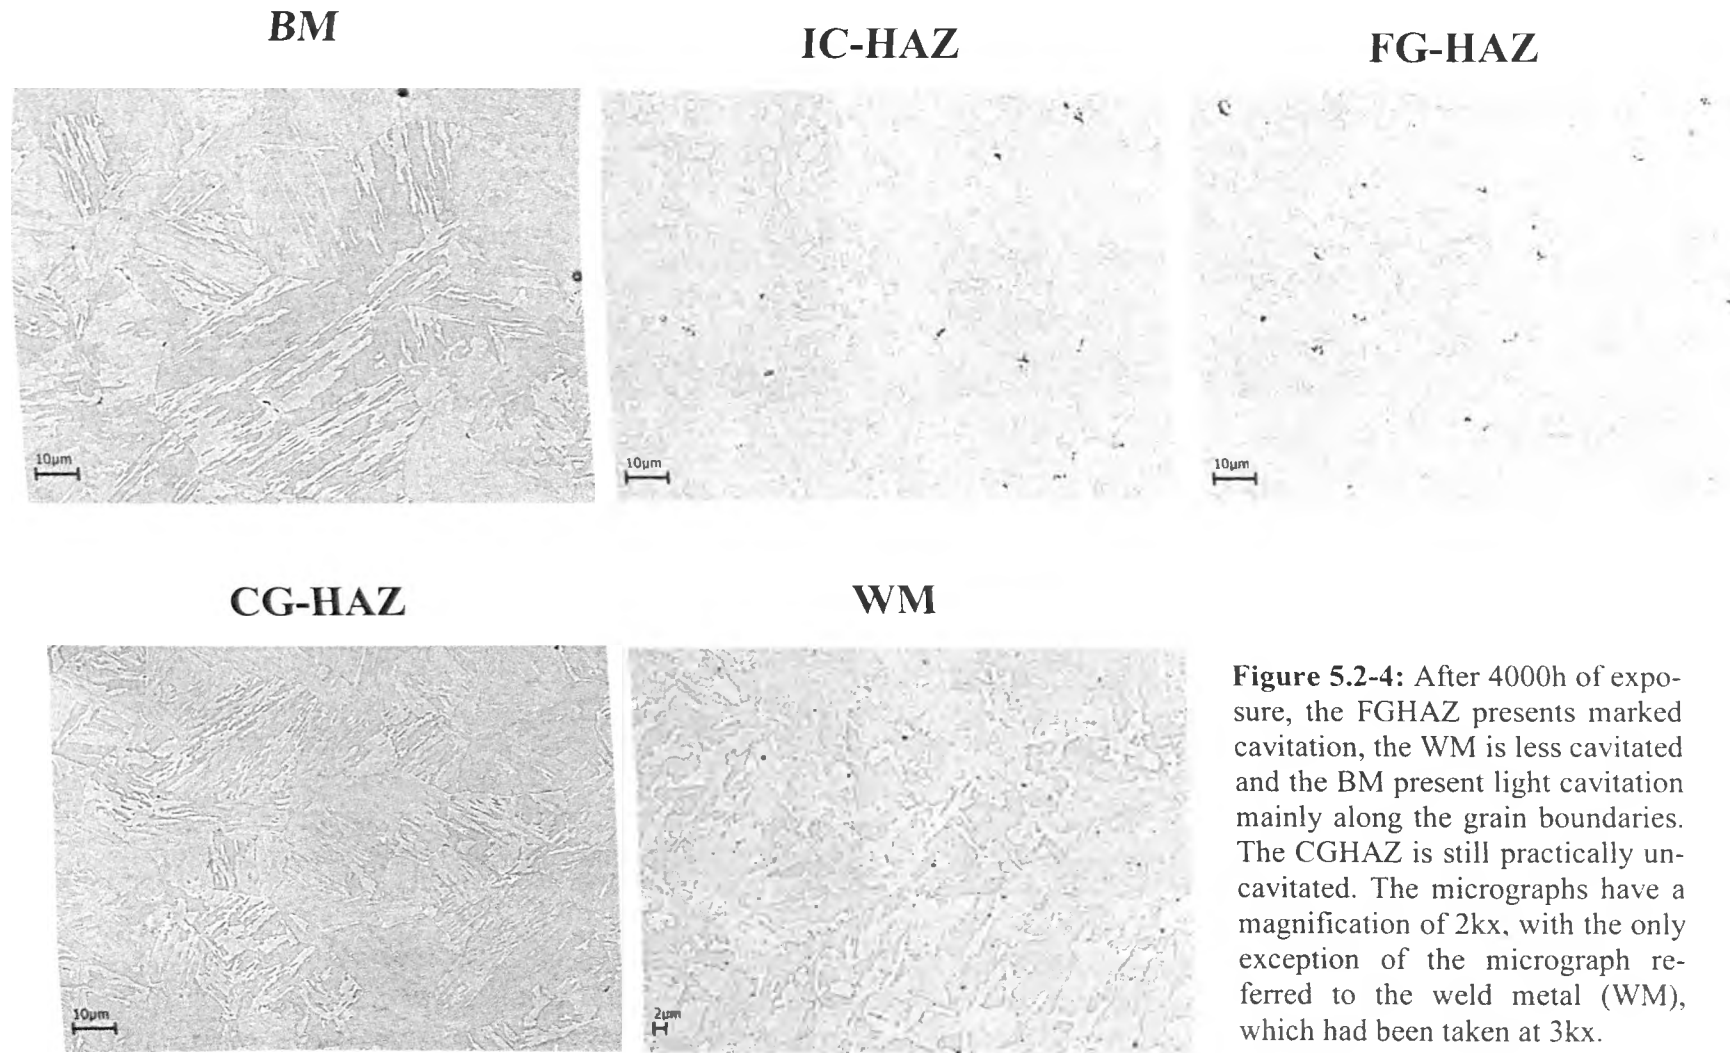 BM
IC-HAZ
FG-HAZ
10µm
10µm
10µm
CG-HAZ
WM
10µm
2µm
Figure 5.2-4: After 4000h of expo-
sure, the FGHAZ presents marked
cavitation, the WM is less cavitated
and the BM present light cavitation
mainly along the grain boundaries.
The CGHAZ is still practically un-
cavitated. The micrographs have a
magnification of 2kx, with the only
exception of the micrograph re-
ferred to the weld metal (WM),
which had been taken at 3kx.